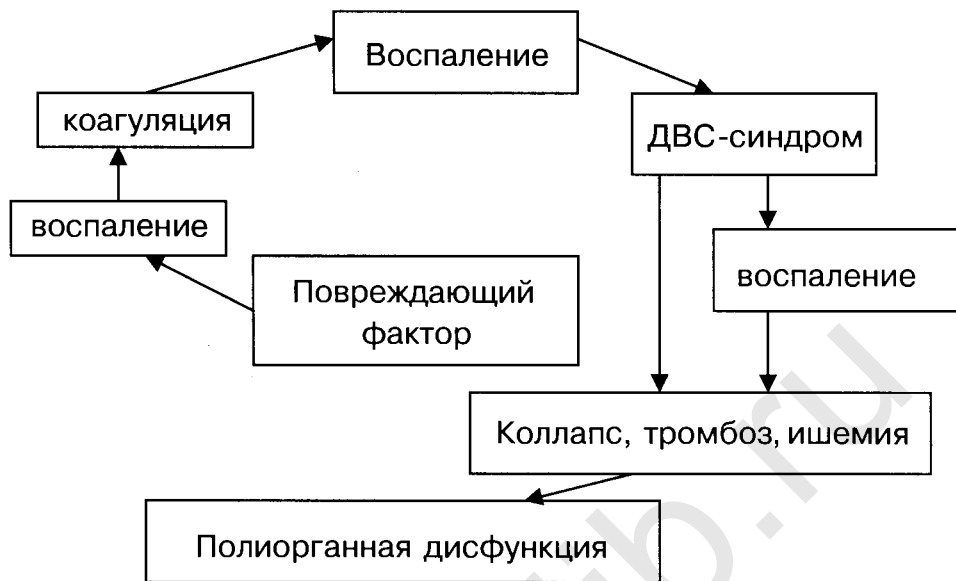 Воспаление
коагуляция
ДВС-синдром
воспаление
воспаление
Повреждающий
фактор
Коллапс, тромбоз, ишемия
Полиорганная дисфункция